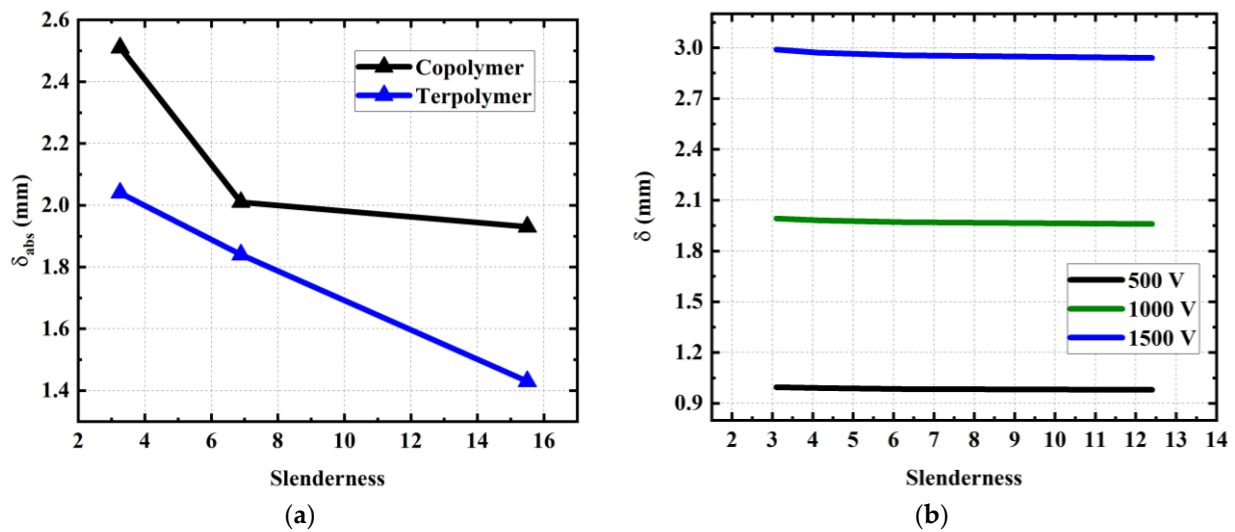 2.6
2.4
2.2
2.0
1.8
1.6
1.4
δabs (mm)
Copolymer
Terpolymer
2 4 6 8 10 12 14 16
Slenderness
(a)
3.0
2.7
2.4
2.1
1.8
1.5
1.2
0.9
δ (mm)
500 V
1000 V
1500 V
2 3 4 5 6 7 8 9 10 11 12 13 14
Slenderness
(b)